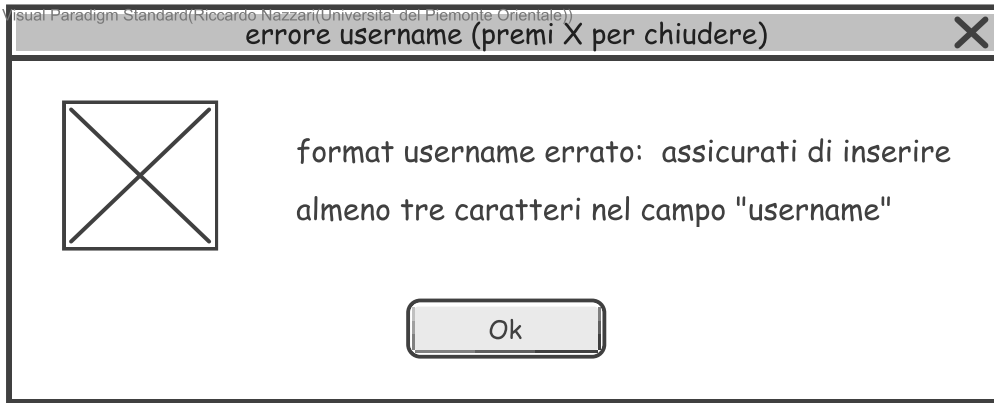 Visual Paradigm Standard(Riccardo Nazzari(Universita' del Piemonte Orientale))
errore username (premi X per chiudere)
format username errato: assicurati di inserire
almeno tre caratteri nel campo "username"
Ok